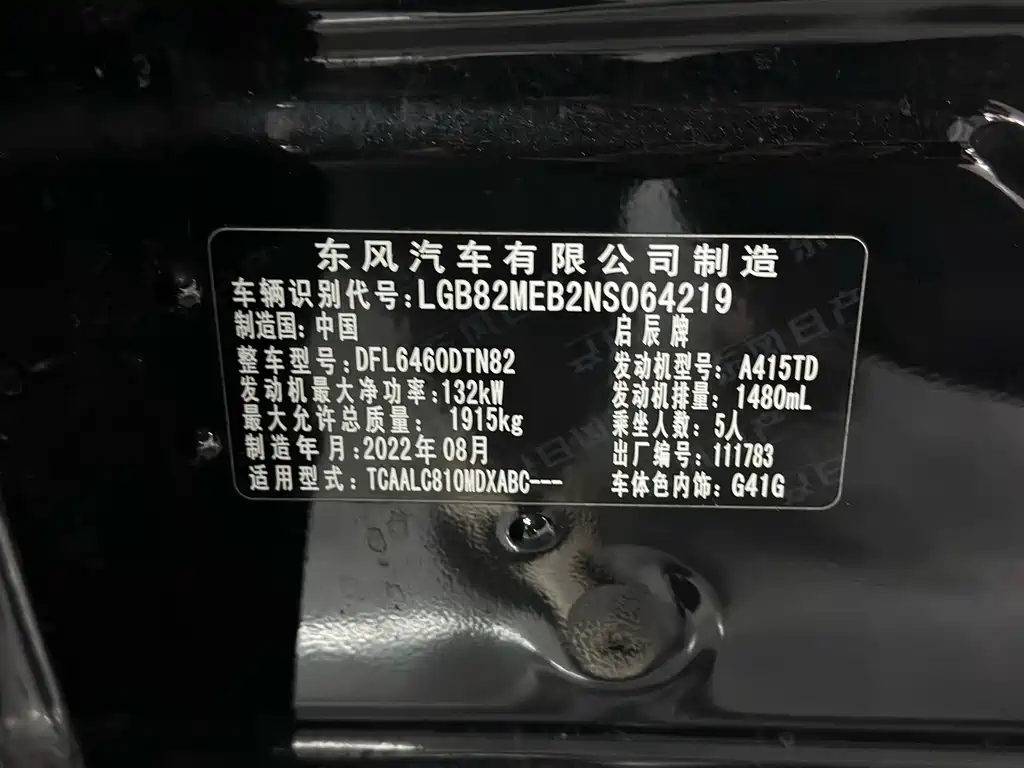 东风汽车有限公司制造
车辆识别代号:LGB82MEB2NS064219
制造国:中国 启辰牌
整车型号:DFL6460DTN82 发动机型号: A415TD
发动机最大净功率:132kW 发动机排量: 1480mL
最大允许总质量: 1915kg 乘坐人数: 5人
制造年月:2022年08月 出厂编号: 111783
适用型式: TCAALC810MDXABC--- 车体色内饰: G41G